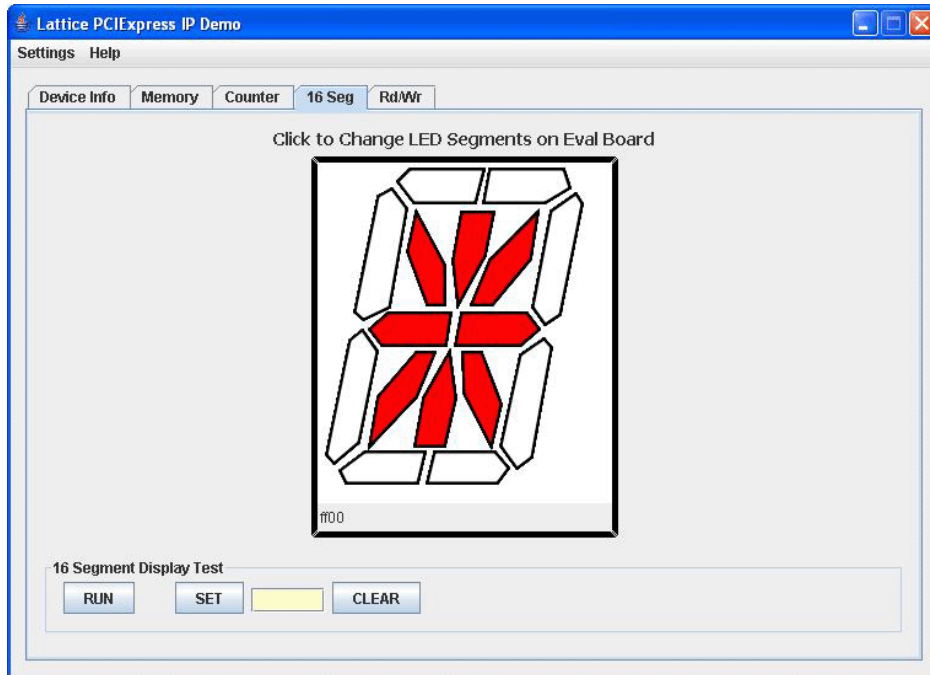 Lattice PCIExpress IP Demo
Settings Help
Device Info Memory Counter 16 Seg Rd/Wr
Click to Change LED Segments on Eval Board
ff00
16 Segment Display Test
RUN SET CLEAR